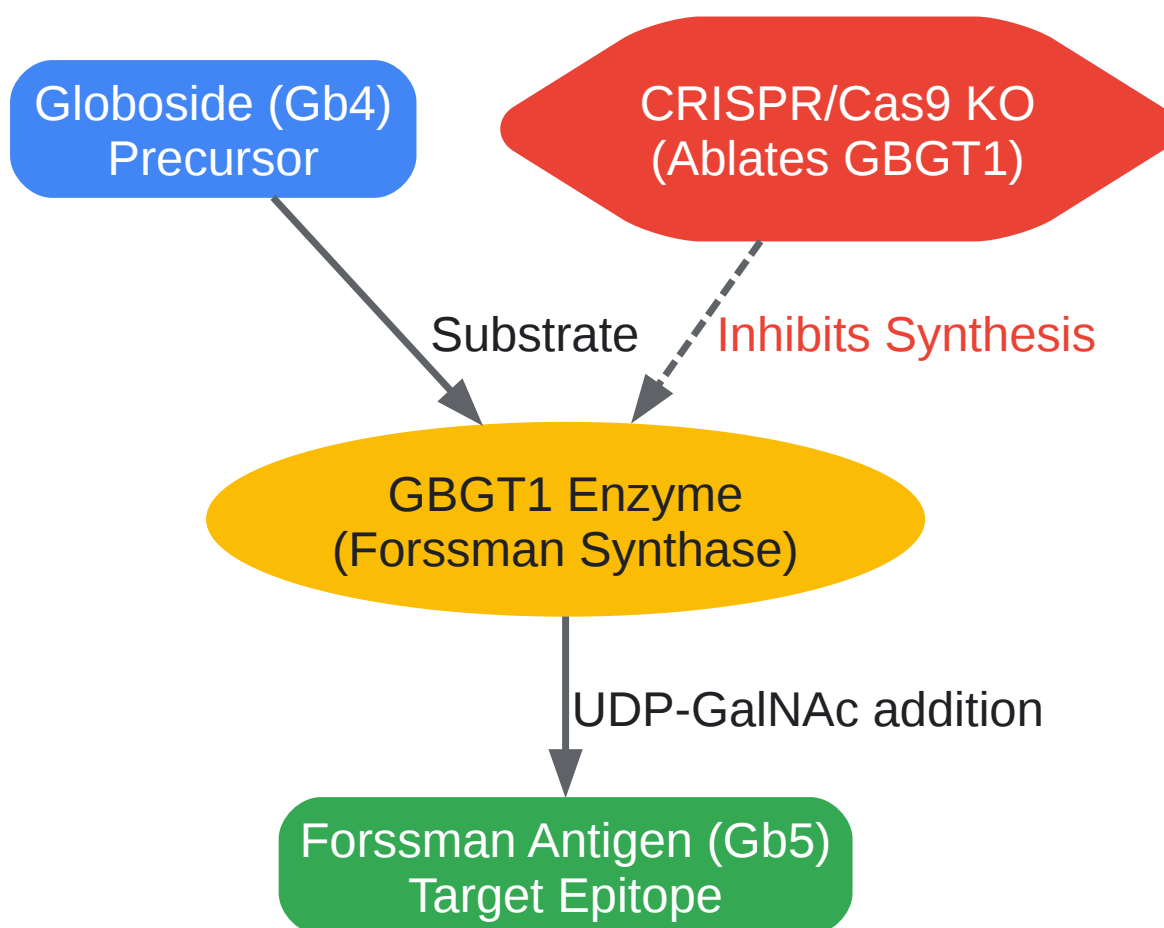 Globoside (Gb4)
Precursor
CRISPR/Cas9 KO
(Ablates GBGT1)
Substrate
Inhibits Synthesis
GBGT1 Enzyme
(Forssman Synthase)
UDP-GalNAc addition
Forssman Antigen (Gb5)
Target Epitope